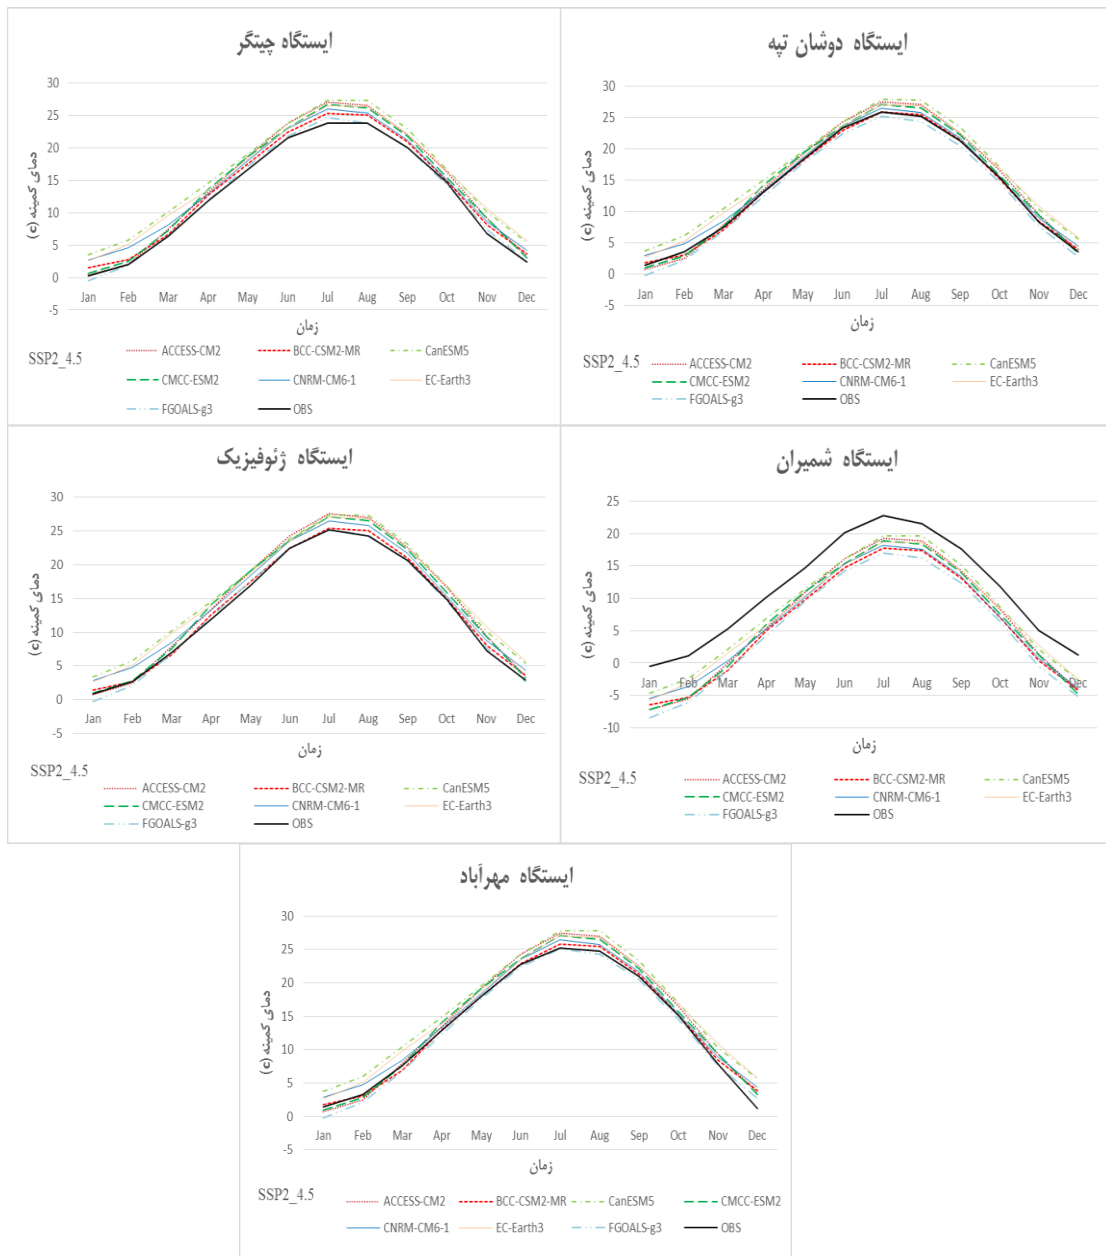 ایستگاه چیتگر
30
25
20
15
10
5
0
-5
دمای کمینه (c)
Jan Feb Mar Apr May Jun Jul Aug Sep Oct Nov Dec
زمان
SSP2_4.5
ACCESS-CM2 BCC-CSM2-MR CanESM5
CMCC-ESM2 CNRM-CM6-1 EC-Earth3
FGOALS-g3 OBS
ایستگاه دوشان تپه
30
25
20
15
10
5
0
-5
دمای کمینه (c)
Jan Feb Mar Apr May Jun Jul Aug Sep Oct Nov Dec
زمان
SSP2_4.5
ACCESS-CM2 BCC-CSM2-MR CanESM5
CMCC-ESM2 CNRM-CM6-1 EC-Earth3
FGOALS-g3 OBS
ایستگاه ژئوفیزیک
30
25
20
15
10
5
0
-5
دمای کمینه (c)
Jan Feb Mar Apr May Jun Jul Aug Sep Oct Nov Dec
زمان
SSP2_4.5
ACCESS-CM2 BCC-CSM2-MR CanESM5
CMCC-ESM2 CNRM-CM6-1 EC-Earth3
FGOALS-g3 OBS
ایستگاه شمیران
25
20
15
10
5
0
-5
-10
دمای کمینه (c)
Jan Feb Mar Apr May Jun Jul Aug Sep Oct Nov Dec
زمان
SSP2_4.5
ACCESS-CM2 BCC-CSM2-MR CanESM5
CMCC-ESM2 CNRM-CM6-1 EC-Earth3
FGOALS-g3 OBS
ایستگاه مهرآباد
30
25
20
15
10
5
0
-5
دمای کمینه (c)
Jan Feb Mar Apr May Jun Jul Aug Sep Oct Nov Dec
زمان
SSP2_4.5
ACCESS-CM2 BCC-CSM2-MR CanESM5 CMCC-ESM2
CNRM-CM6-1 EC-Earth3 FGOALS-g3 OBS